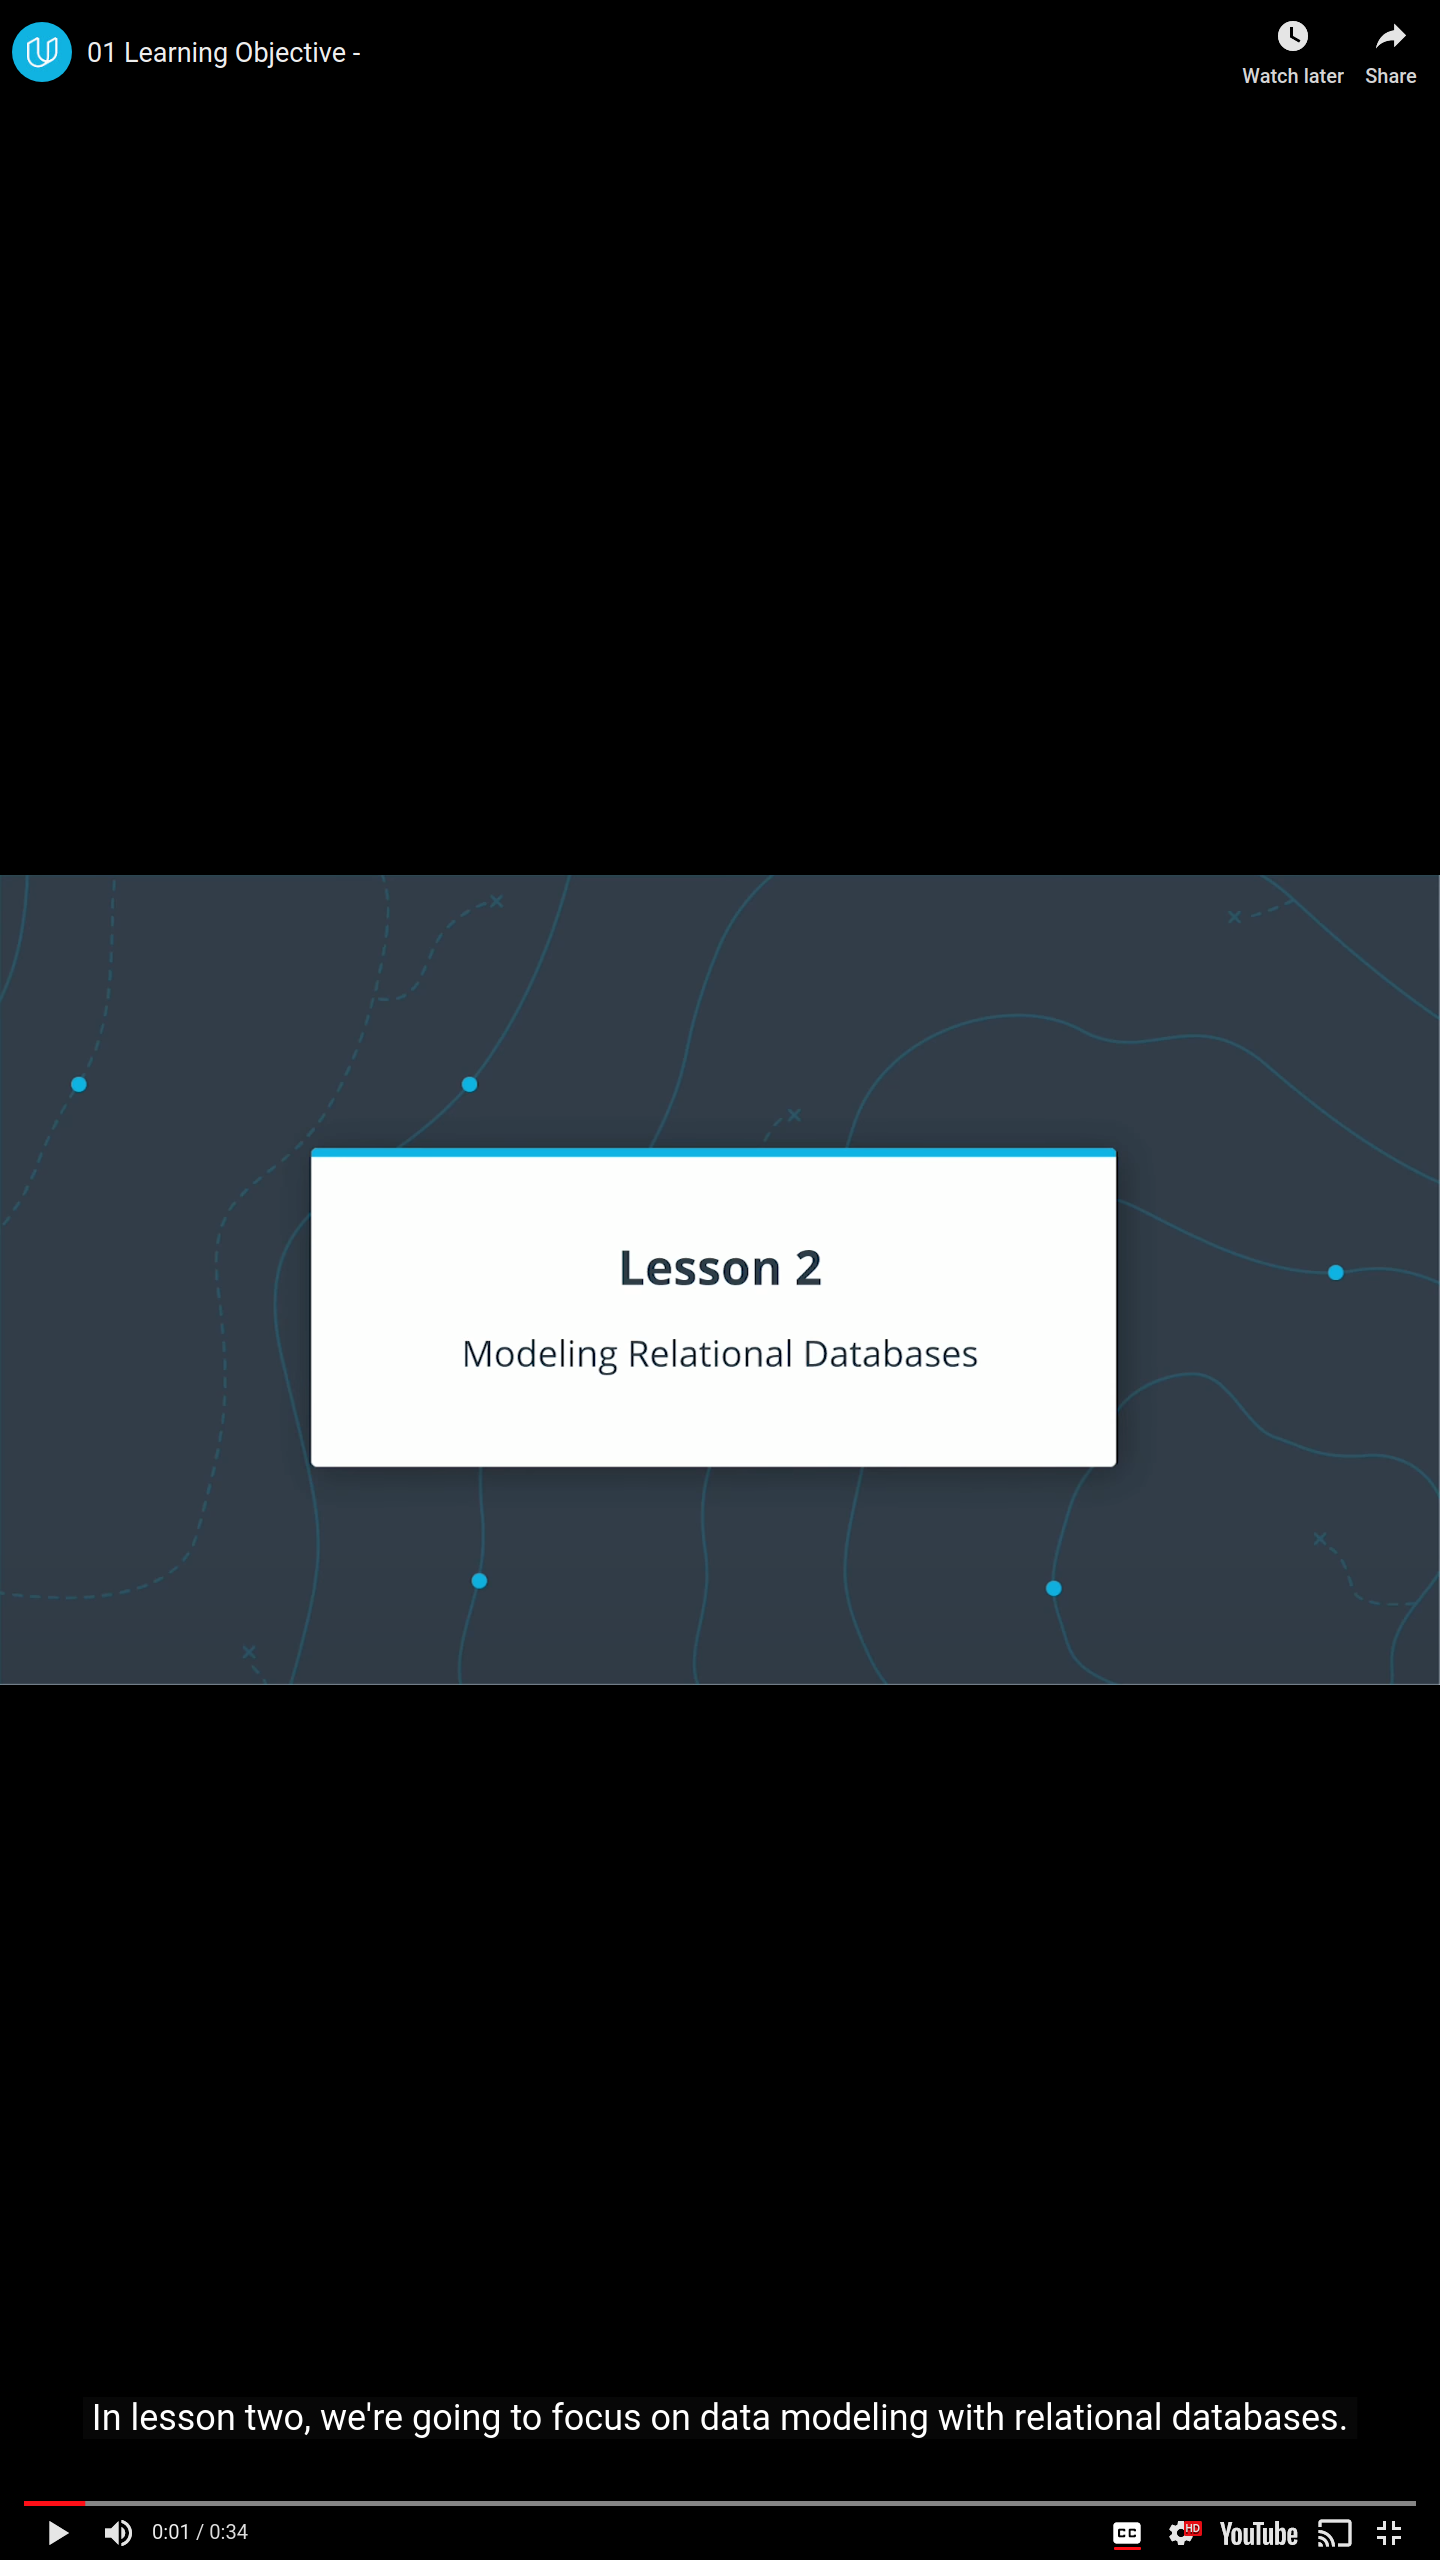 01 Learning Objective -
Watch later
Share
Lesson 2
Modeling Relational Databases
In lesson two, we're going to focus on data modeling with relational databases.
0:01 / 0:34
CC
HD
YouTube